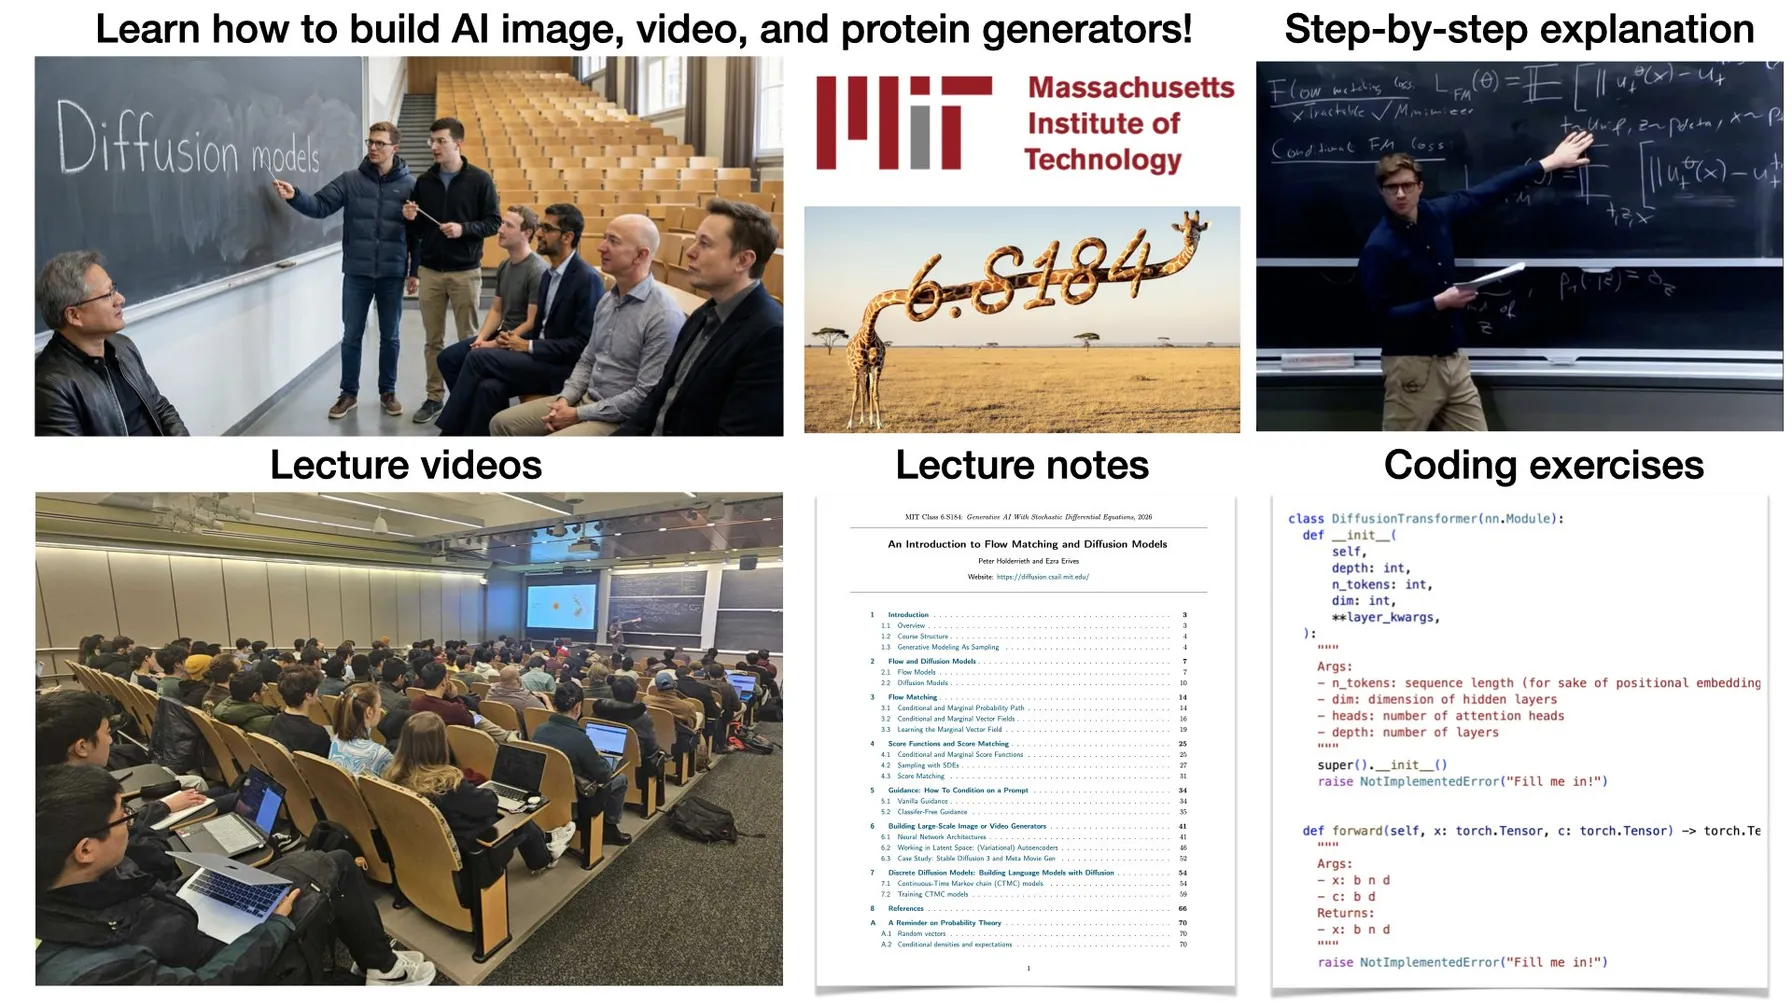 Learn how to build AI image, video, and protein generators!
Step-by-step explanation
Diffusion models
MiT
Massachusetts
Institute of
Technology
6.S184
Flow matching loss L_FM(θ) =
x Tractable ✓ Minimizer
Conditional FM loss:
Lecture videos
Lecture notes
Coding exercises
MIT Class 6.S184: Generative AI With Stochastic Differential Equations, 2026
An Introduction to Flow Matching and Diffusion Models
Peter Holderrieth and Ezra Erives
Website: https://diffusion.csail.mit.edu/
1 Introduction 3
1.1 Overview 3
1.2 Course Structure 4
1.3 Generative Modeling As Sampling 4
2 Flow and Diffusion Models 7
2.1 Flow Models 7
2.2 Diffusion Models 10
3 Flow Matching 14
3.1 Conditional and Marginal Probability Path 14
3.2 Conditional and Marginal Vector Fields 16
3.3 Learning the Marginal Vector Field 19
4 Score Functions and Score Matching 25
4.1 Conditional and Marginal Score Functions 25
4.2 Sampling with SDEs 27
4.3 Score Matching 31
5 Guidance: How To Condition on a Prompt 34
5.1 Vanilla Guidance 34
5.2 Classifer-Free Guidance 35
6 Building Large-Scale Image or Video Generators 41
6.1 Neural Network Architectures 41
6.2 Working in Latent Space: (Variational) Autoencoders 46
6.3 Case Study: Stable Diffusion 3 and Meta Movie Gen 52
7 Discrete Diffusion Models: Building Language Models with Diffusion 54
7.1 Continuous-Time Markov chain (CTMC) models 54
7.2 Training CTMC models 59
8 References 66
A A Reminder on Probability Theory 70
A.1 Random vectors 70
A.2 Conditional densities and expectations 70
1
class DiffusionTransformer(nn.Module):
def __init__(
self,
depth: int,
n_tokens: int,
dim: int,
**layer_kwargs,
):
"""
Args:
- n_tokens: sequence length (for sake of positional embedding
- dim: dimension of hidden layers
- heads: number of attention heads
- depth: number of layers
"""
super().__init__()
raise NotImplementedError("Fill me in!")
def forward(self, x: torch.Tensor, c: torch.Tensor) -> torch.Te
"""
Args:
- x: b n d
- c: b d
Returns:
- x: b n d
"""
raise NotImplementedError("Fill me in!")